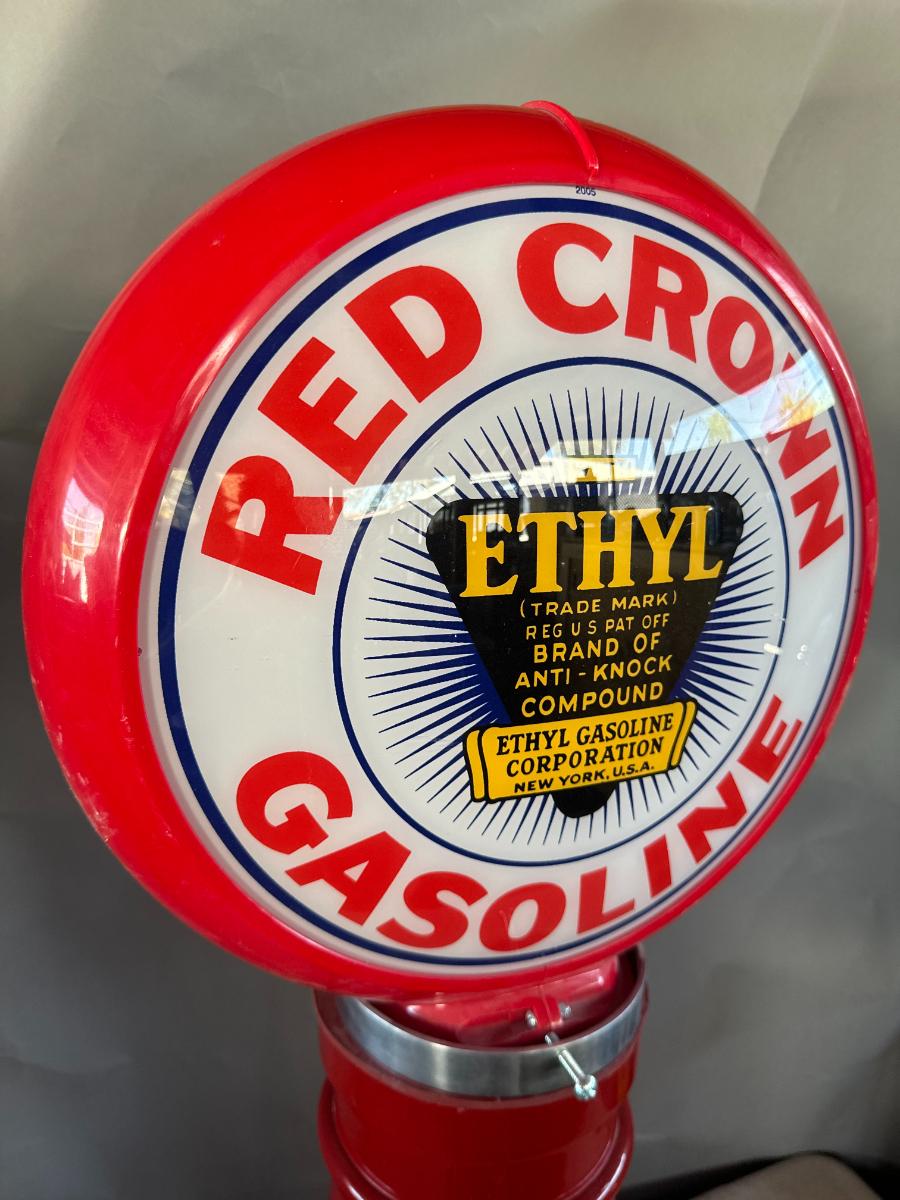 2005
RED CROWN
ETHYL
(TRADE MARK)
REG U S PAT OFF
BRAND OF
ANTI-KNOCK
COMPOUND
ETHYL GASOLINE
CORPORATION
NEW YORK, U.S.A.
GASOLINE